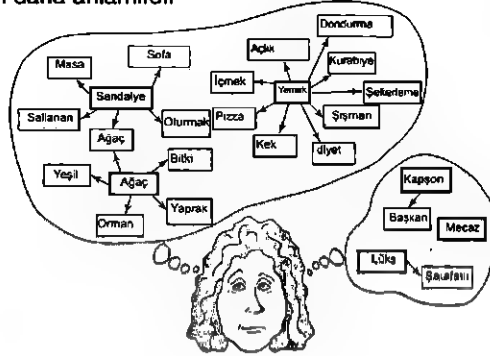 Dondurma
Açlık
Sofa
Masa
Kurabiye
İçmek
Yemek
Şekerleme
Sandalye
Sallanan
Oturmak
Pizza
Şişman
Ağaç
Kek
diyet
Bitki
Yeşil
Ağaç
Yaprak
Orman
Kapşon
Başkan
Mecaz
Lüks